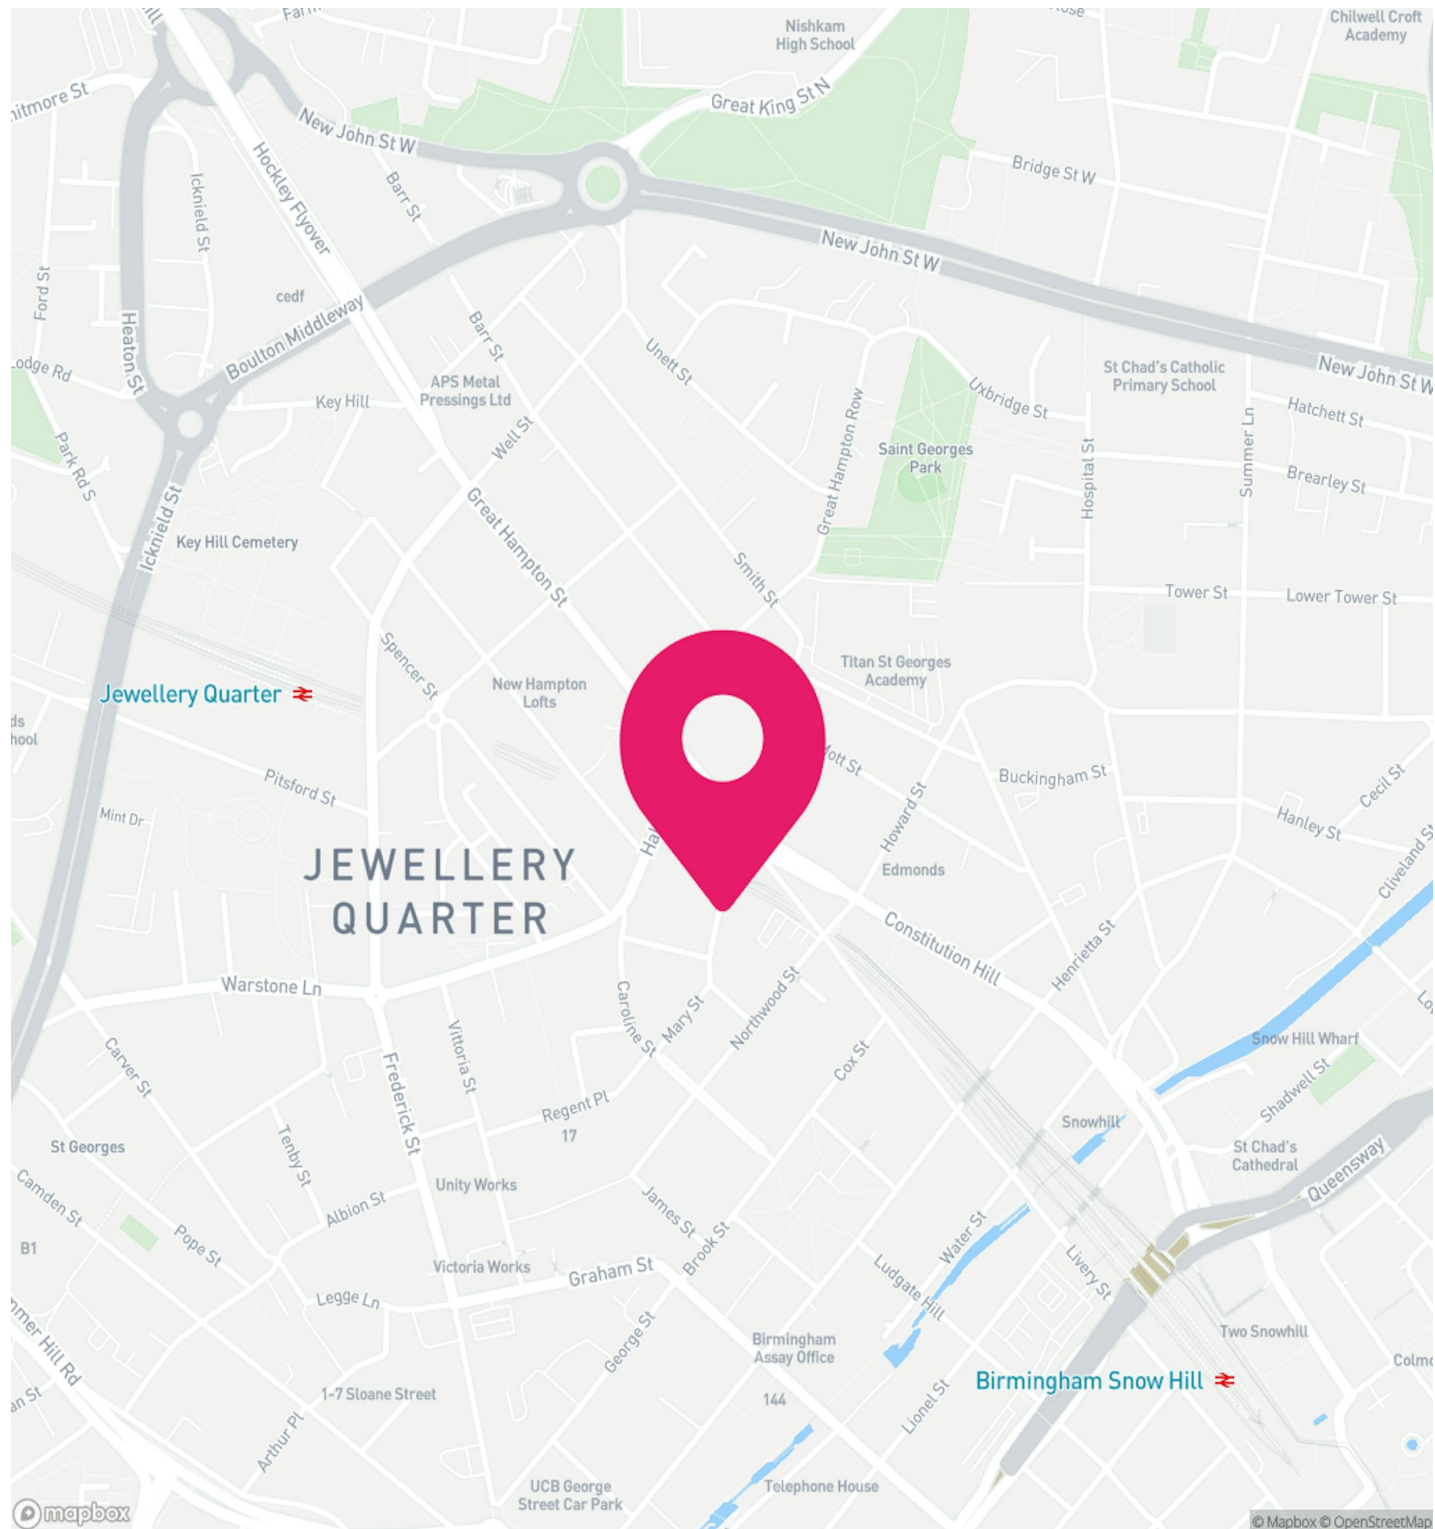 Nishkam
High School
Chilwell Croft
Academy
Great King St N
New John St W
Hockley Flyover
Icknield St
Barr St
Bridge St W
New John St W
Ford St
cedf
Boulton Middleway
Heaton St
Barr St
Unett St
Lodge Rd
Key Hill
APS Metal
Pressings Ltd
Well St
Uxbridge St
St Chad's Catholic
Primary School
New John St W
Hatchett St
Great Hampton Row
Saint Georges
Park
Hospital St
Summer Ln
Brearley St
Park Rd S
Icknield St
Key Hill Cemetery
Great Hampton St
Smith St
Tower St
Lower Tower St
Spencer St
Jewellery Quarter
New Hampton
Lofts
Titan St Georges
Academy
Mott St
Buckingham St
Pitsford St
Mint Dr
Howard St
Cecil St
Hanley St
Cliveland St
JEWELLERY
QUARTER
Edmonds
Constitution Hill
Henrietta St
Warstone Ln
Caroline St
Mary St
Northwood St
Cox St
Vittoria St
Carver St
Frederick St
Snow Hill Wharf
Shadwell St
Regent Pl
17
Snowhill
St Georges
Tenby St
St Chad's
Cathedral
Queensway
Camden St
Unity Works
Albion St
James St
Pope St
Brook St
Water St
B1
Victoria Works
Graham St
Ludgate Hill
Livery St
Legge Ln
George St
Birmingham
Assay Office
Two Snowhill
Hill Rd
1-7 Sloane Street
144
Birmingham Snow Hill
Lionel St
Arthur Pl
UCB George
Street Car Park
Telephone House
mapbox
© Mapbox © OpenStreetMap